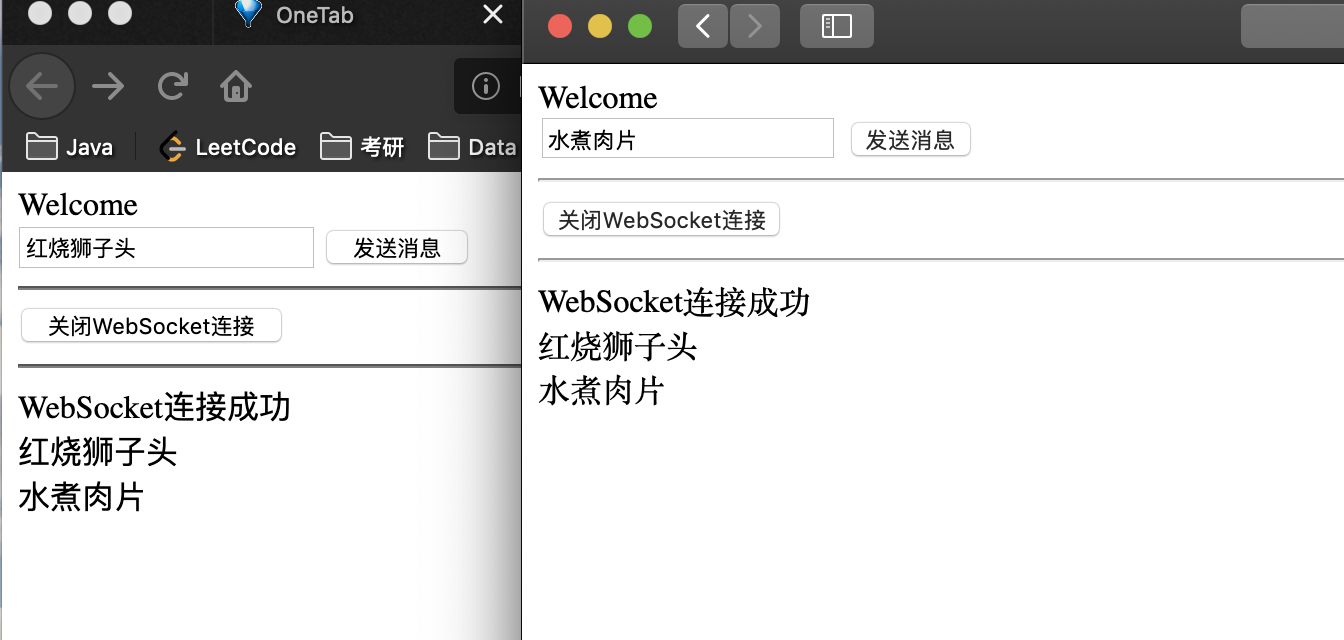 OneTab
Java
LeetCode
考研
Data
Welcome
红烧狮子头
发送消息
关闭WebSocket连接
WebSocket连接成功
红烧狮子头
水煮肉片
Welcome
水煮肉片
发送消息
关闭WebSocket连接
WebSocket连接成功
红烧狮子头
水煮肉片